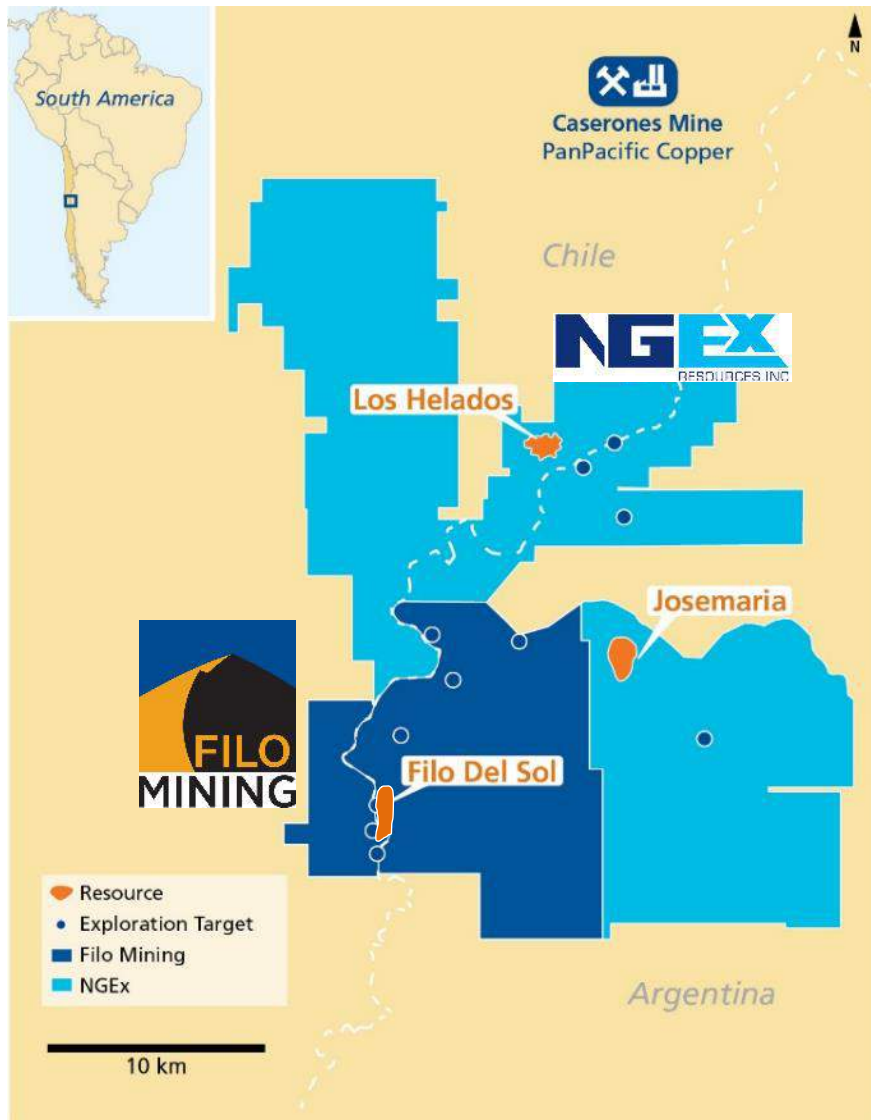 South America
N
Caserones Mine
PanPacific Copper
Chile
NGEX
RESOURCES INC
Los Helados
Josemaria
FILO
MINING
Filo Del Sol
Resource
Exploration Target
Filo Mining
NGEx
Argentina
10 km